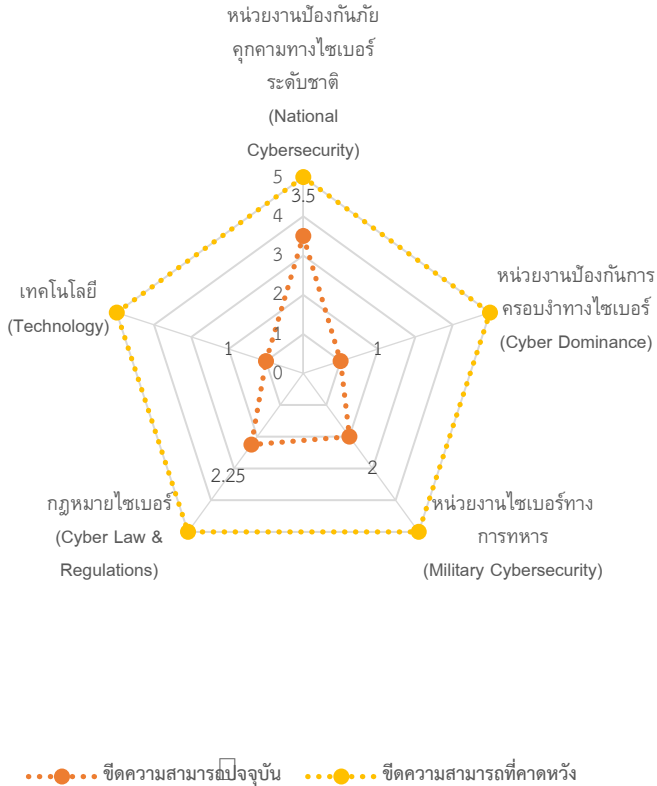 หน่วยงานป้องกันภัย
คุกคามทางไซเบอร์
ระดับชาติ
(National
Cybersecurity)
5
3.5
4
3
2
1
0
หน่วยงานป้องกันการ
ครอบงำทางไซเบอร์
(Cyber Dominance)
1
หน่วยงานไซเบอร์ทาง
การทหาร
(Military Cybersecurity)
2
กฎหมายไซเบอร์
(Cyber Law &
Regulations)
2.25
เทคโนโลยี
(Technology)
1
ขีดความสามารถปัจจุบัน
ขีดความสามารถที่คาดหวัง